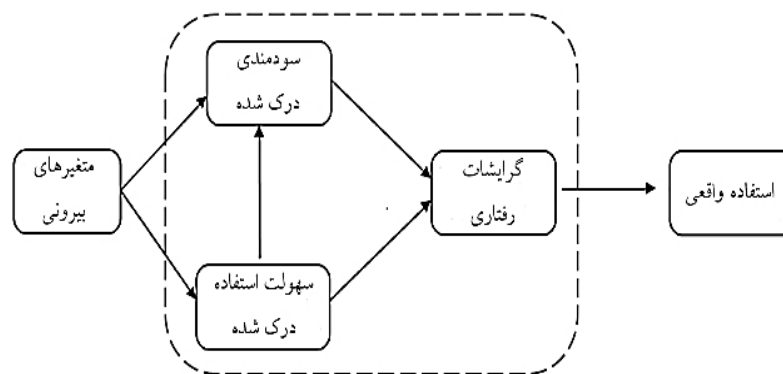 سودمندی
درک شده
متغیرهای
بیرونی
گرایشات
رفتاری
استفاده واقعی
سهولت استفاده
درک شده